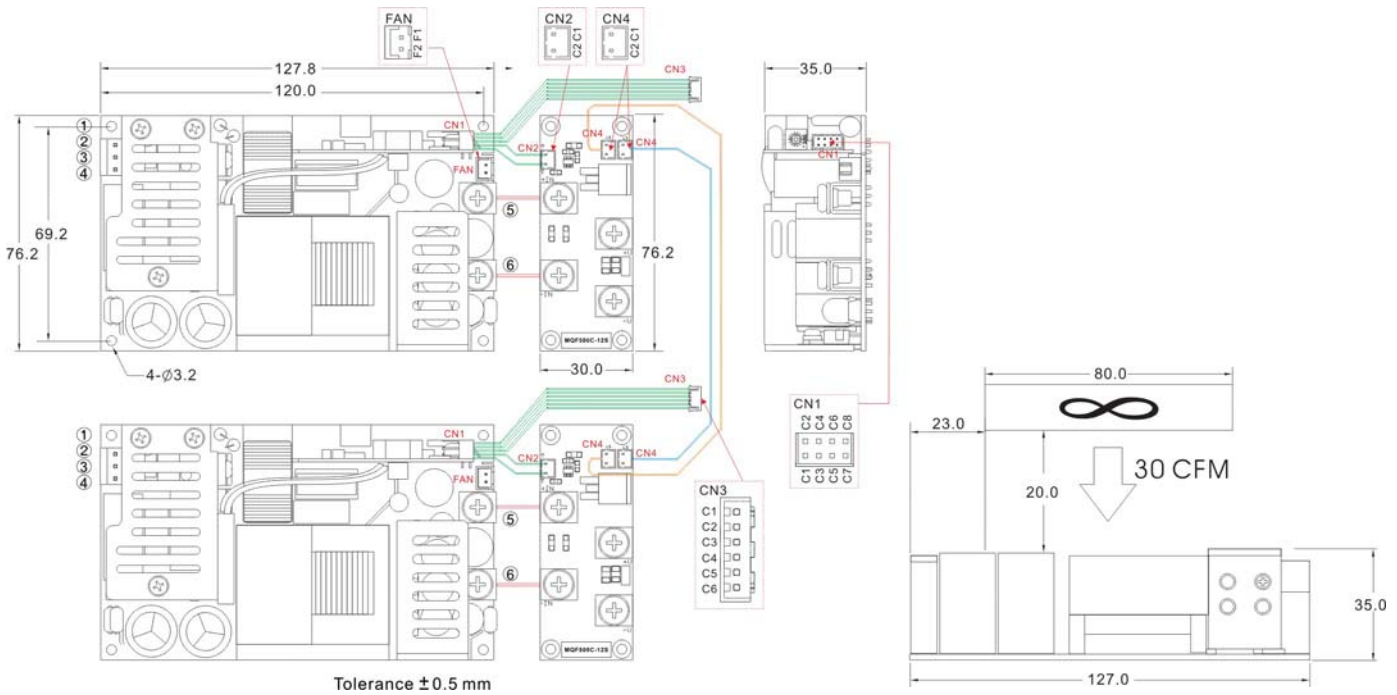 FAN
F2 F1
CN2
C2 C1
CN4
C2 C1
127.8
120.0
CN3
35.0
①
②
③
④
CN1
CN2
FAN
CN4
CN4
CN1
+IN
⑤
⑥
-IN
69.2
76.2
76.2
MQF500C-12S
30.0
4-Ø3.2
CN3
①
②
③
④
CN1
CN2
FAN
CN4
CN4
+IN
⑤
⑥
-IN
MQF500C-12S
CN3
C1
C2
C3
C4
C5
C6
CN1
C2 C4 C6 C8
C1 C3 C5 C7
80.0
23.0
20.0
30 CFM
35.0
127.0
Tolerance ±0.5 mm